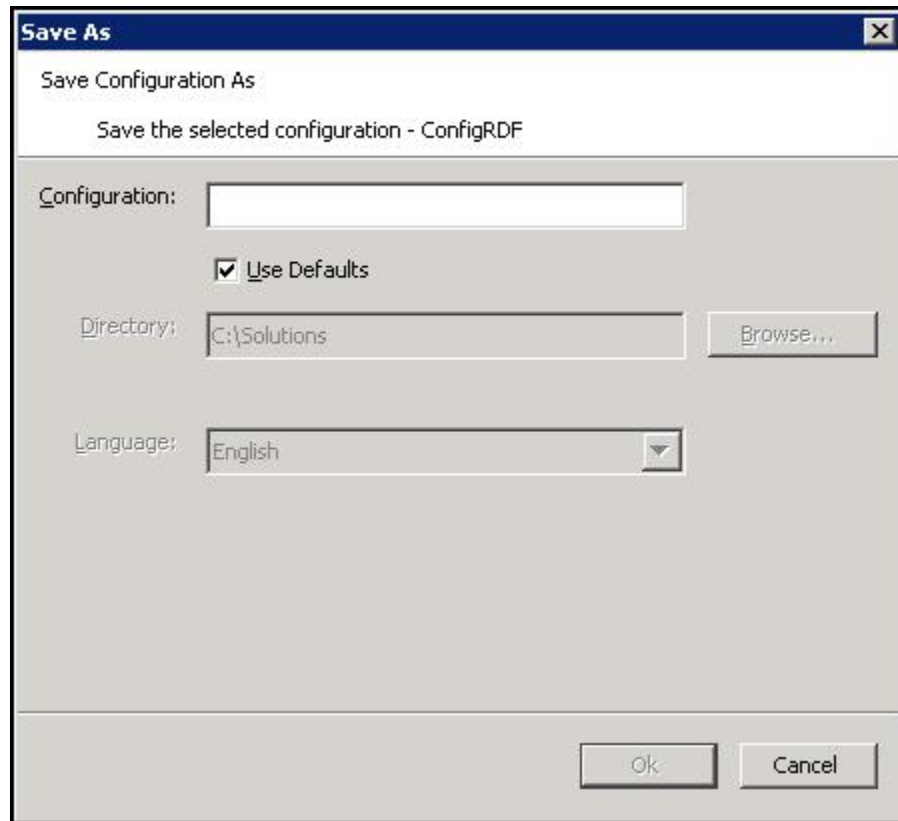 Save As
Save Configuration As
Save the selected configuration - ConfigRDF
Configuration:
Use Defaults
Directory: C:\Solutions Browse...
Language: English
Ok Cancel